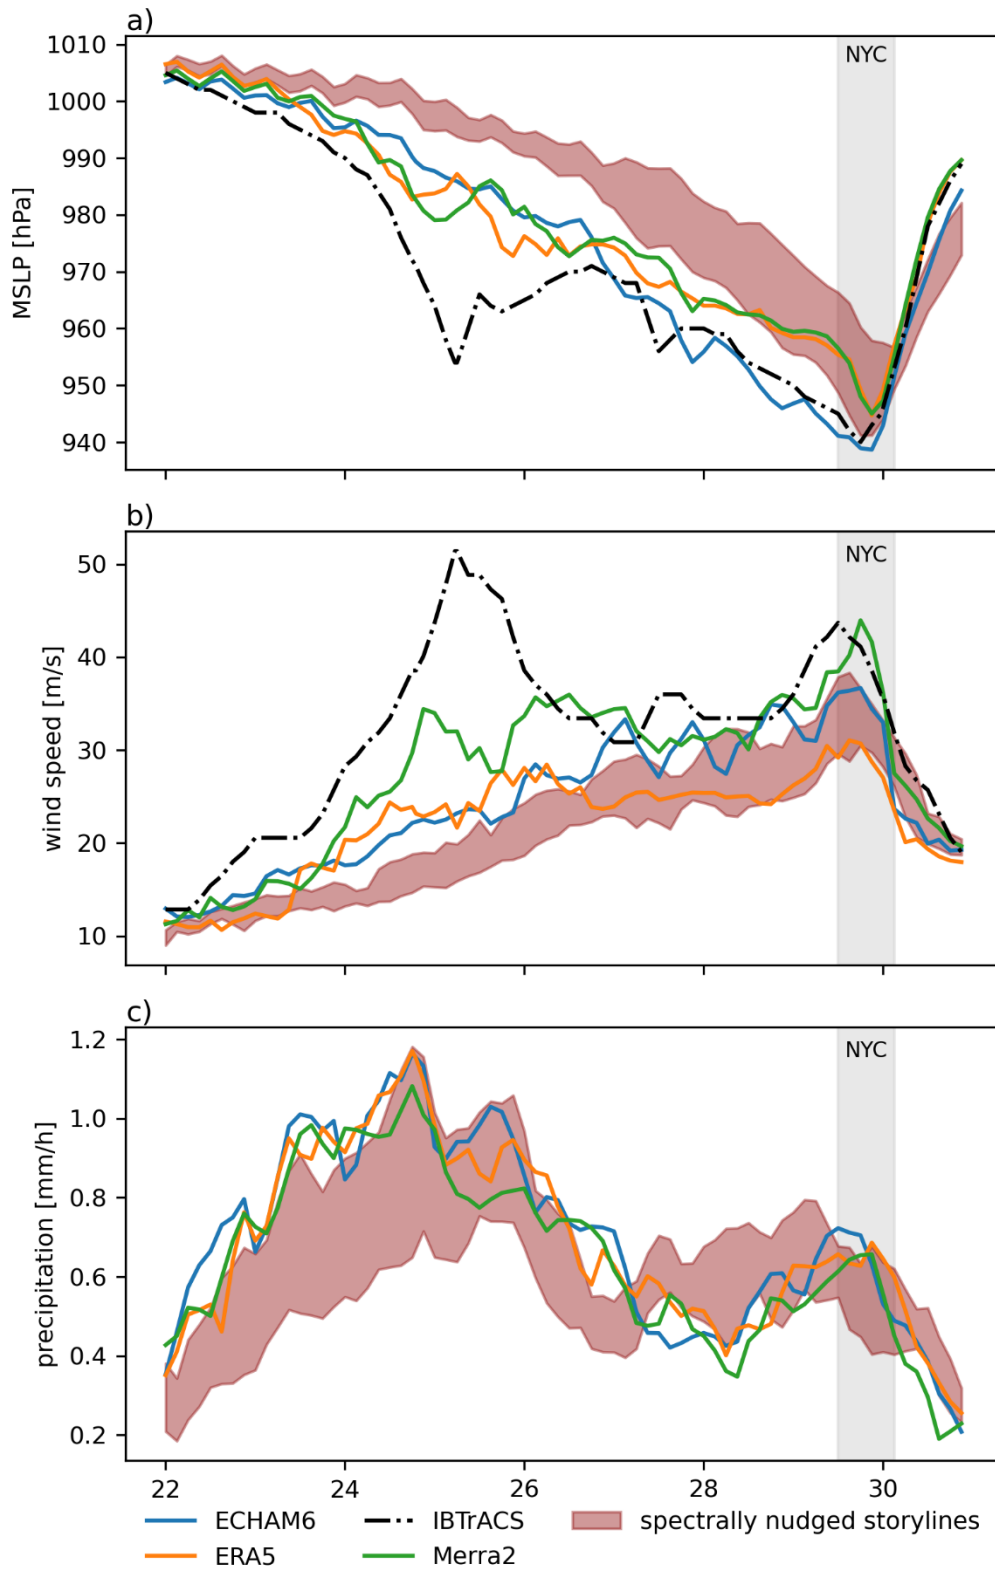 a)
1010
NYC
1000
990
980
970
960
950
940
MSLP [hPa]
b)
NYC
50
40
30
20
10
wind speed [m/s]
c)
1.2
NYC
1.0
0.8
0.6
0.4
0.2
precipitation [mm/h]
22 24 26 28 30
ECHAM6 IBTrACS spectrally nudged storylines
ERA5 Merra2